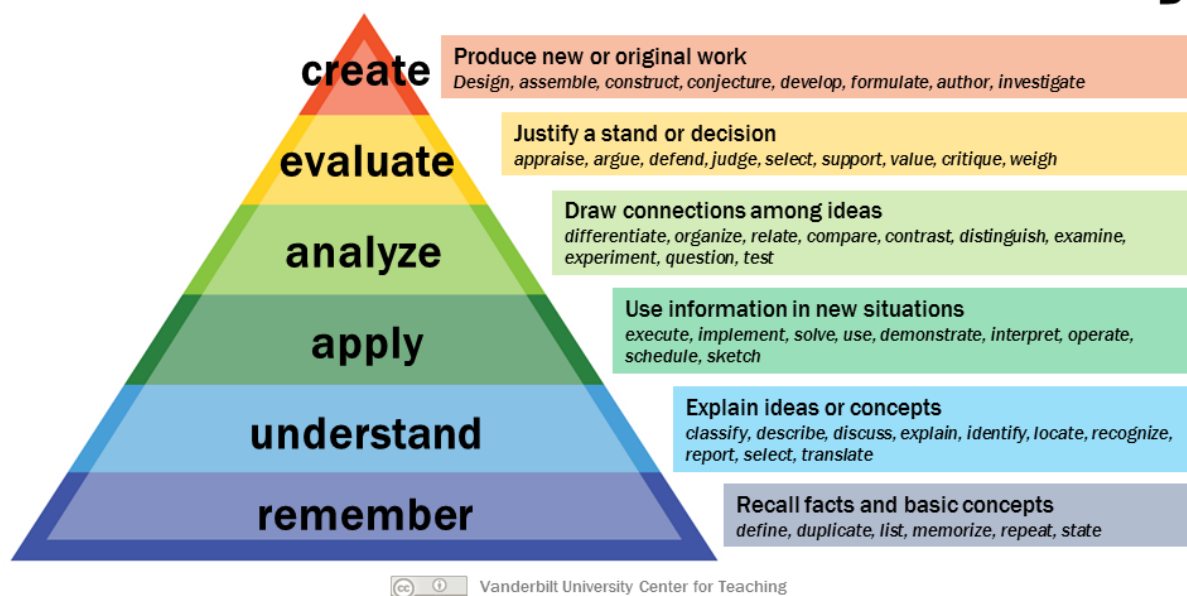 create
Produce new or original work
Design, assemble, construct, conjecture, develop, formulate, author, investigate
evaluate
Justify a stand or decision
appraise, argue, defend, judge, select, support, value, critique, weigh
analyze
Draw connections among ideas
differentiate, organize, relate, compare, contrast, distinguish, examine,
experiment, question, test
apply
Use information in new situations
execute, implement, solve, use, demonstrate, interpret, operate,
schedule, sketch
understand
Explain ideas or concepts
classify, describe, discuss, explain, identify, locate, recognize,
report, select, translate
remember
Recall facts and basic concepts
define, duplicate, list, memorize, repeat, state
cc Vanderbilt University Center for Teaching